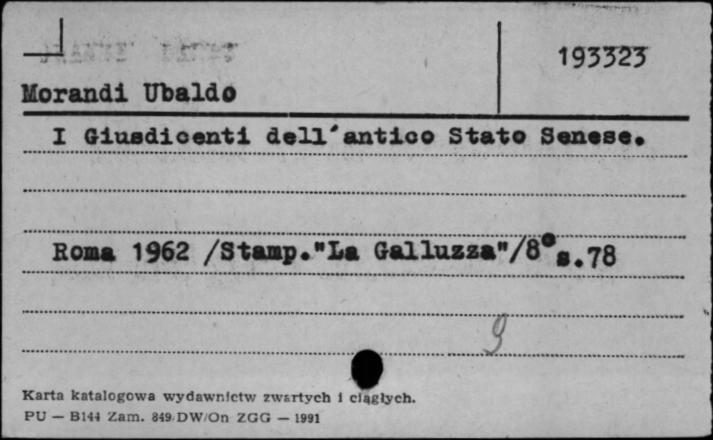 193323
Morandi Ubaldo
I Giusdicenti dell'antico Stato Senese.
Roma 1962 /Stamp."La Galluzza"/8° s.78
9
Karta katalogowa wydawnictw zwartych i ciągłych.
PU — B144 Zam. 849 DW/On ZGG — 1991